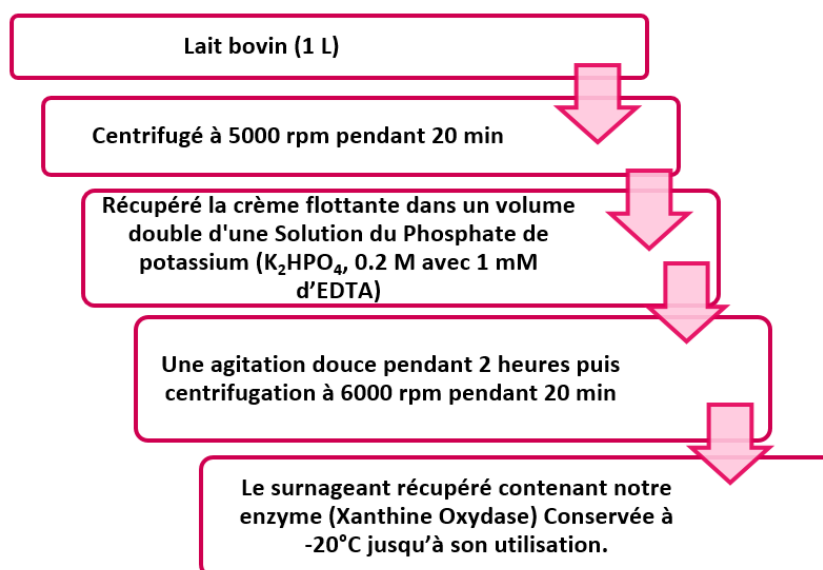 Lait bovin (1 L)
Centrifugé à 5000 rpm pendant 20 min
Récupéré la crème flottante dans un volume
double d'une Solution du Phosphate de
potassium (K₂HPO₄, 0.2 M avec 1 mM
d’EDTA)
Une agitation douce pendant 2 heures puis
centrifugation à 6000 rpm pendant 20 min
Le surnageant récupéré contenant notre
enzyme (Xanthine Oxydase) Conservée à
-20°C jusqu’à son utilisation.